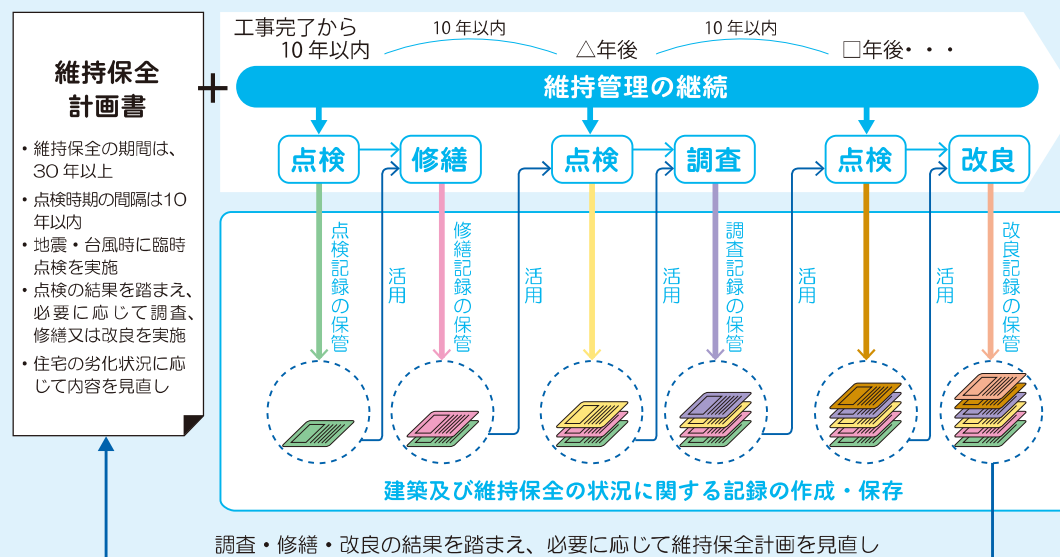 維持保全
計画書
・維持保全の期間は、
30年以上
・点検時期の間隔は10
年以内
・地震・台風時に臨時
点検を実施
・点検の結果を踏まえ、
必要に応じて調査、
修繕又は改良を実施
・住宅の劣化状況に応
じて内容を見直し
+
工事完了から
10年以内
10年以内
△年後
10年以内
□年後・・・
維持管理の継続
点検
修繕
点検
調査
点検
改良
点検記録の保管
活用
修繕記録の保管
活用
活用
調査記録の保管
活用
活用
改良記録の保管
建築及び維持保全の状況に関する記録の作成・保存
調査・修繕・改良の結果を踏まえ、必要に応じて維持保全計画を見直し